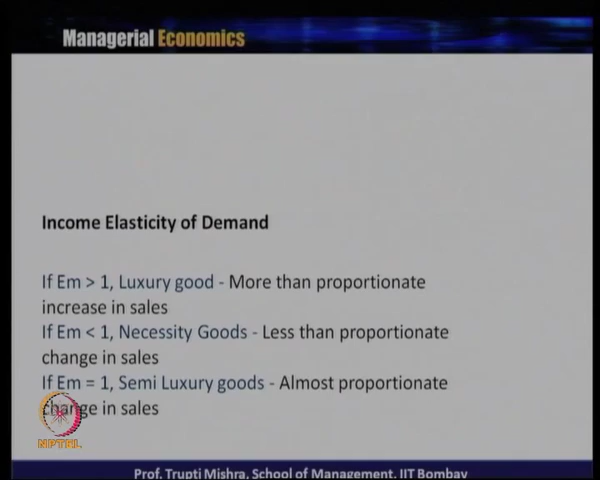 Managerial Economics
Income Elasticity of Demand
If Em > 1, Luxury good - More than proportionate
increase in sales
If Em < 1, Necessity Goods - Less than proportionate
change in sales
If Em = 1, Semi Luxury goods - Almost proportionate
change in sales
NPTEL
Prof. Trupti Mishra, School of Management, IIT Bombay